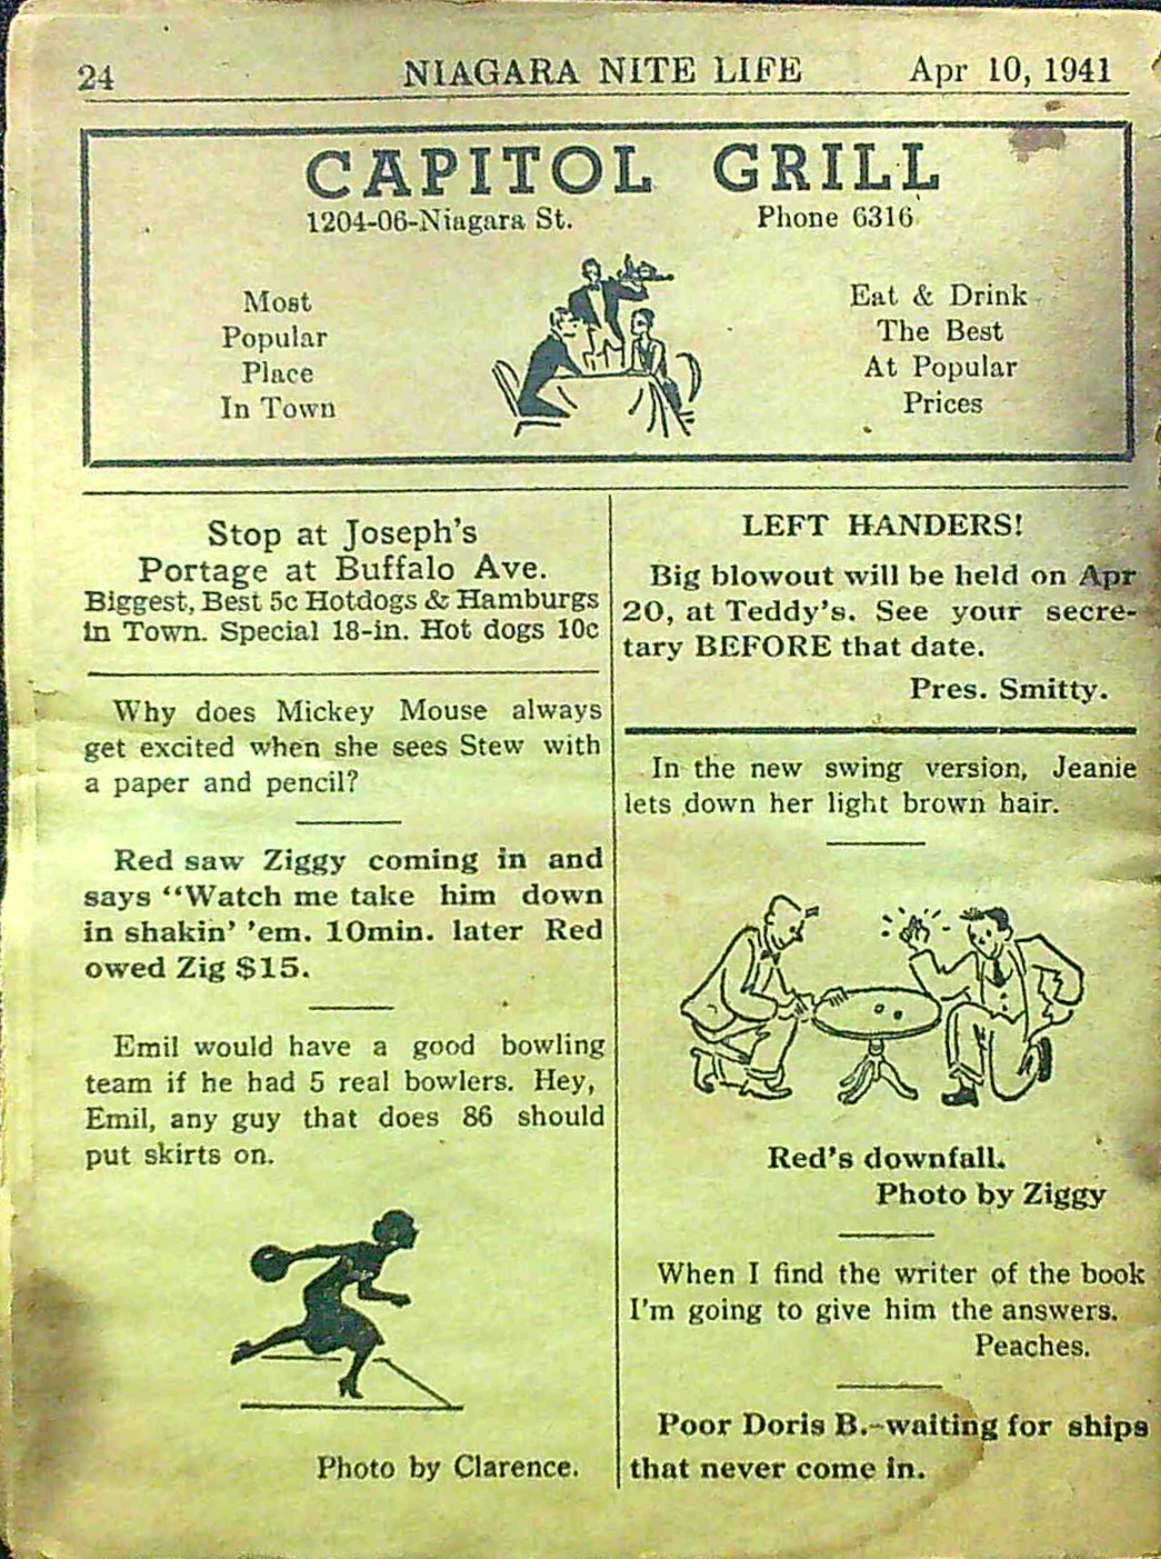 24 NIAGARA NITE LIFE Apr 10, 1941
CAPITOL GRILL
1204-06-Niagara St. Phone 6316
Most
Popular
Place
In Town
Eat & Drink
The Best
At Popular
Prices
Stop at Joseph's
Portage at Buffalo Ave.
Biggest, Best 5c Hotdogs & Hamburgs
in Town. Special 18-in. Hot dogs 10c
Why does Mickey Mouse always
get excited when she sees Stew with
a paper and pencil?
Red saw Ziggy coming in and
says "Watch me take him down
in shakin' 'em. 10min. later Red
owed Zig $15.
Emil would have a good bowling
team if he had 5 real bowlers. Hey,
Emil, any guy that does 86 should
put skirts on.
Photo by Clarence.
LEFT HANDERS!
Big blowout will be held on Apr
20, at Teddy's. See your secre-
tary BEFORE that date.
Pres. Smitty.
In the new swing version, Jeanie
lets down her light brown hair.
Red's downfall.
Photo by Ziggy
When I find the writer of the book
I'm going to give him the answers.
Peaches.
Poor Doris B.-waiting for ships
that never come in.